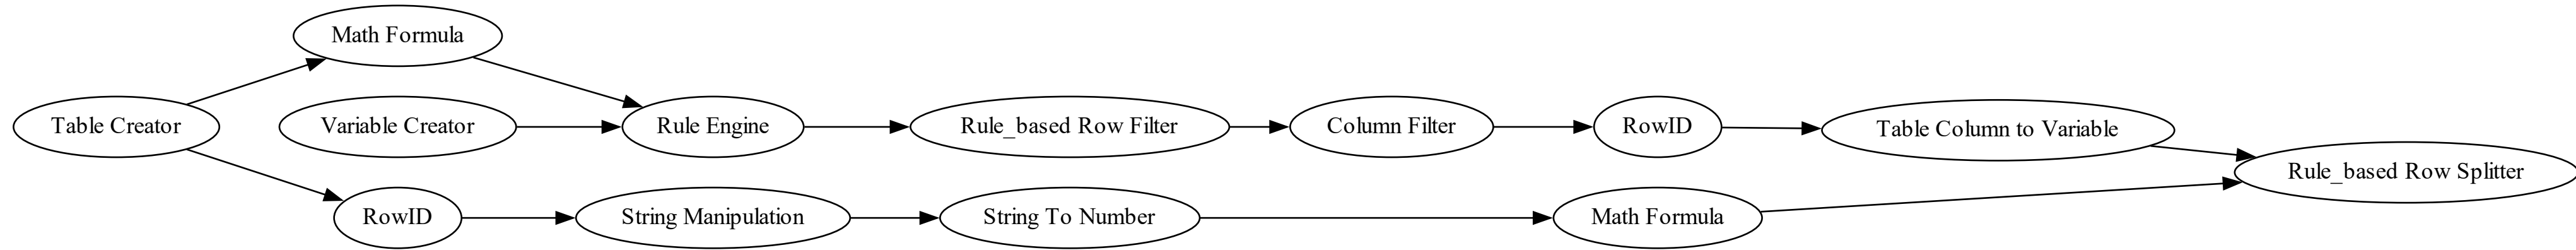 Math Formula
Table Creator
Variable Creator
Rule Engine
Rule_based Row Filter
Column Filter
RowID
Table Column to Variable
Rule_based Row Splitter
RowID
String Manipulation
String To Number
Math Formula